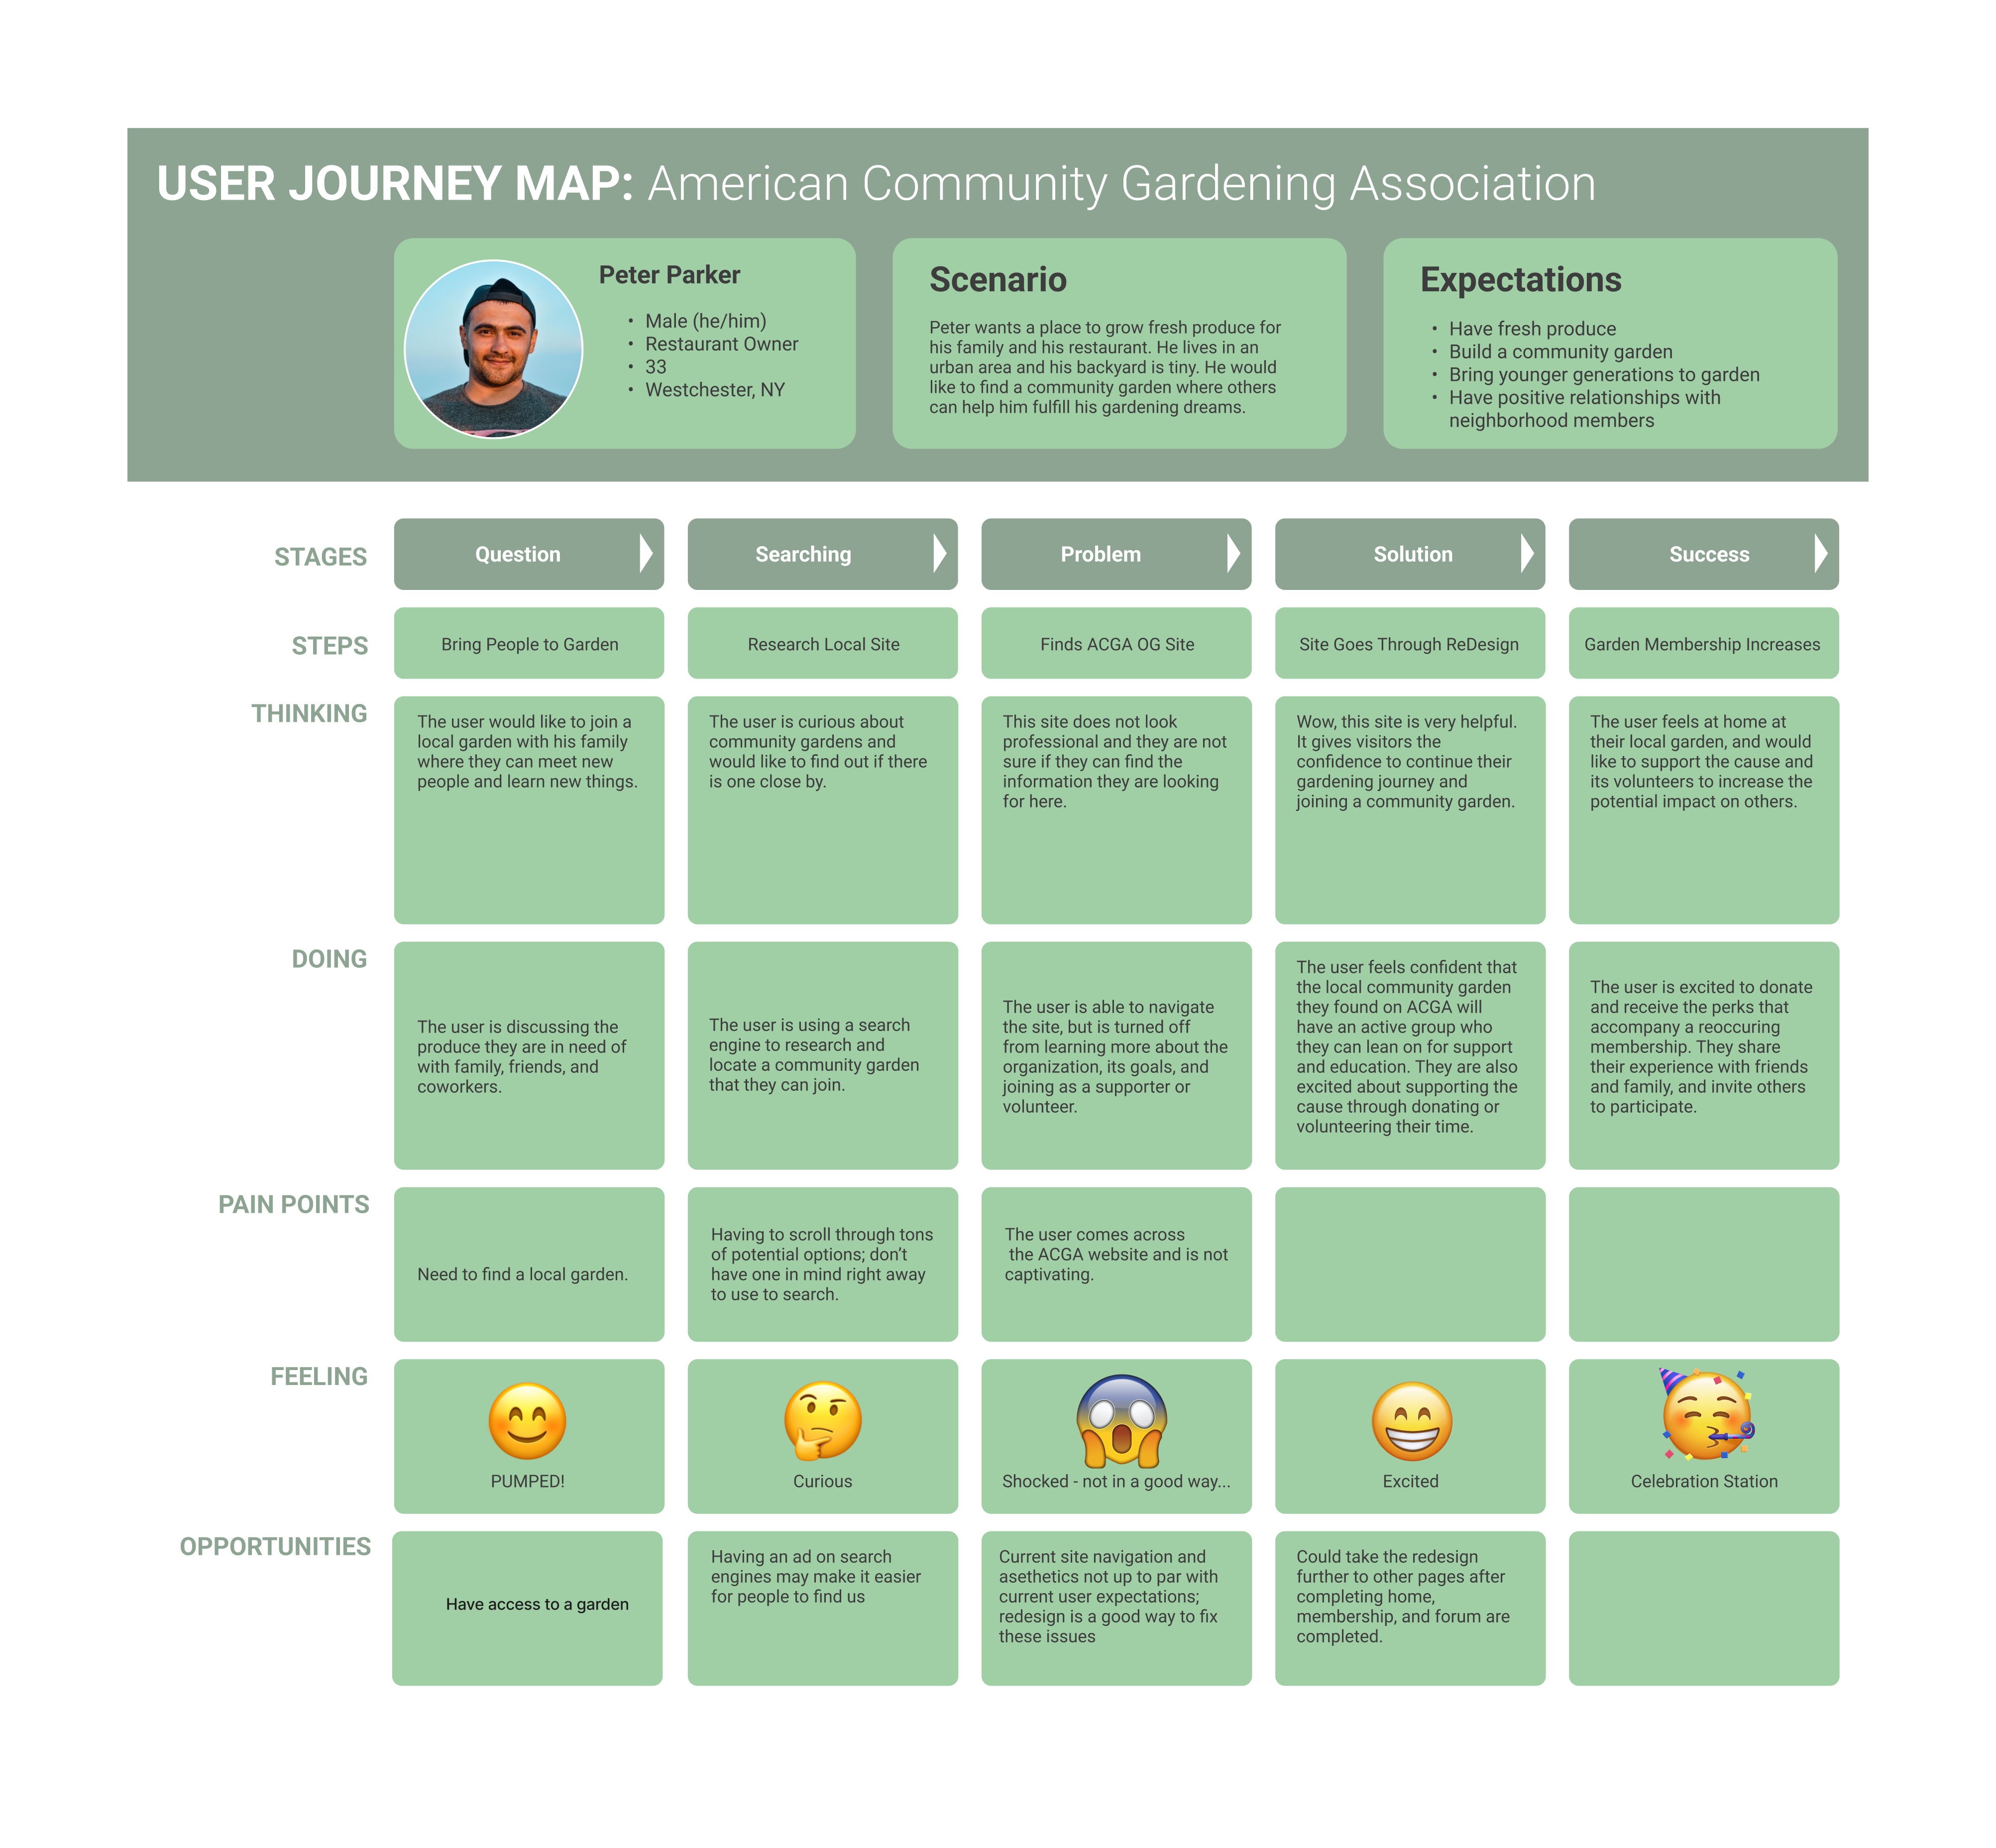 USER JOURNEY MAP: American Community Gardening Association
Peter Parker
• Male (he/him)
• Restaurant Owner
• 33
• Westchester, NY
Scenario
Peter wants a place to grow fresh produce for
his family and his restaurant. He lives in an
urban area and his backyard is tiny. He would
like to find a community garden where others
can help him fulfill his gardening dreams.
Expectations
• Have fresh produce
• Build a community garden
• Bring younger generations to garden
• Have positive relationships with
neighborhood members
STAGES
Question
Searching
Problem
Solution
Success
STEPS
Bring People to Garden
Research Local Site
Finds ACGA OG Site
Site Goes Through ReDesign
Garden Membership Increases
THINKING
The user would like to join a
local garden with his family
where they can meet new
people and learn new things.
The user is curious about
community gardens and
would like to find out if there
is one close by.
This site does not look
professional and they are not
sure if they can find the
information they are looking
for here.
Wow, this site is very helpful.
It gives visitors the
confidence to continue their
gardening journey and
joining a community garden.
The user feels at home at
their local garden, and would
like to support the cause and
its volunteers to increase the
potential impact on others.
DOING
The user is discussing the
produce they are in need of
with family, friends, and
coworkers.
The user is using a search
engine to research and
locate a community garden
that they can join.
The user is able to navigate
the site, but is turned off
from learning more about the
organization, its goals, and
joining as a supporter or
volunteer.
The user feels confident that
the local community garden
they found on ACGA will
have an active group who
they can lean on for support
and education. They are also
excited about supporting the
cause through donating or
volunteering their time.
The user is excited to donate
and receive the perks that
accompany a reoccuring
membership. They share
their experience with friends
and family, and invite others
to participate.
PAIN POINTS
Need to find a local garden.
Having to scroll through tons
of potential options; don't
have one in mind right away
to use to search.
The user comes across
the ACGA website and is not
captivating.
FEELING
PUMPED!
Curious
Shocked - not in a good way...
Excited
Celebration Station
OPPORTUNITIES
Have access to a garden
Having an ad on search
engines may make it easier
for people to find us
Current site navigation and
asethetics not up to par with
current user expectations;
redesign is a good way to fix
these issues
Could take the redesign
further to other pages after
completing home,
membership, and forum are
completed.